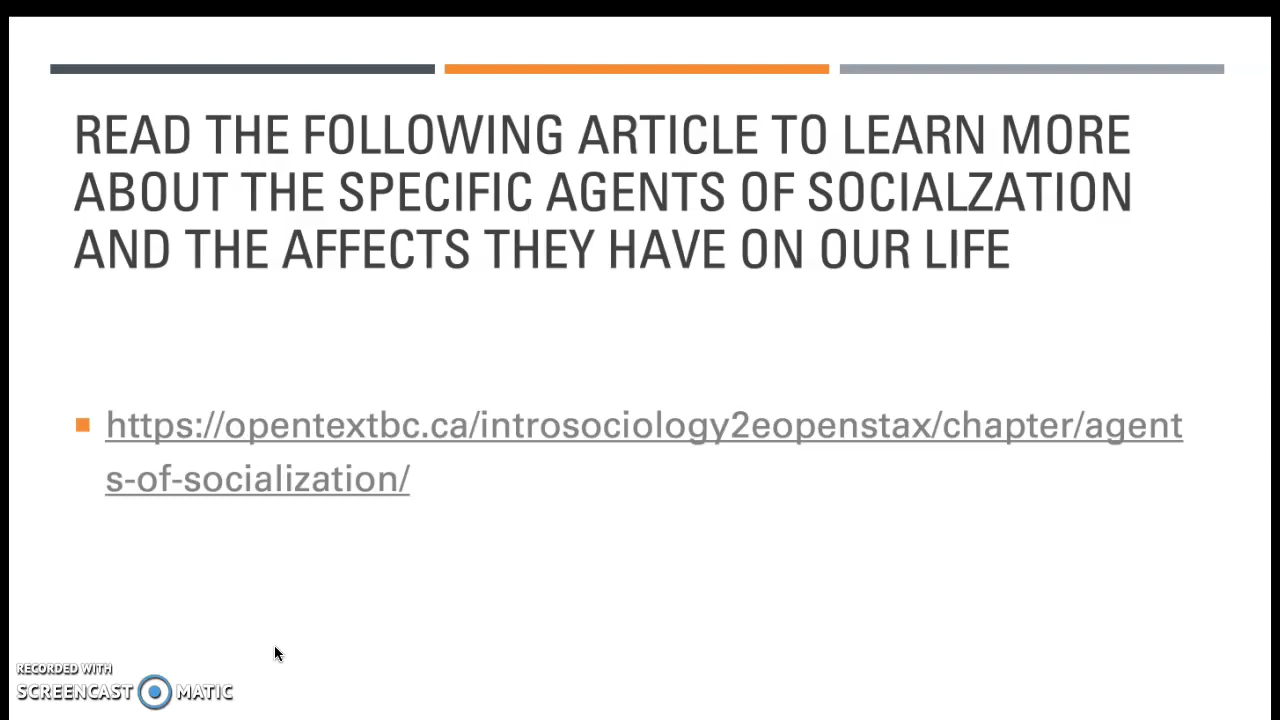 READ THE FOLLOWING ARTICLE TO LEARN MORE
ABOUT THE SPECIFIC AGENTS OF SOCIALZATION
AND THE AFFECTS THEY HAVE ON OUR LIFE
https://opentextbc.ca/introsociology2eopenstax/chapter/agent
s-of-socialization/
RECORDED WITH
SCREENCAST MATIC